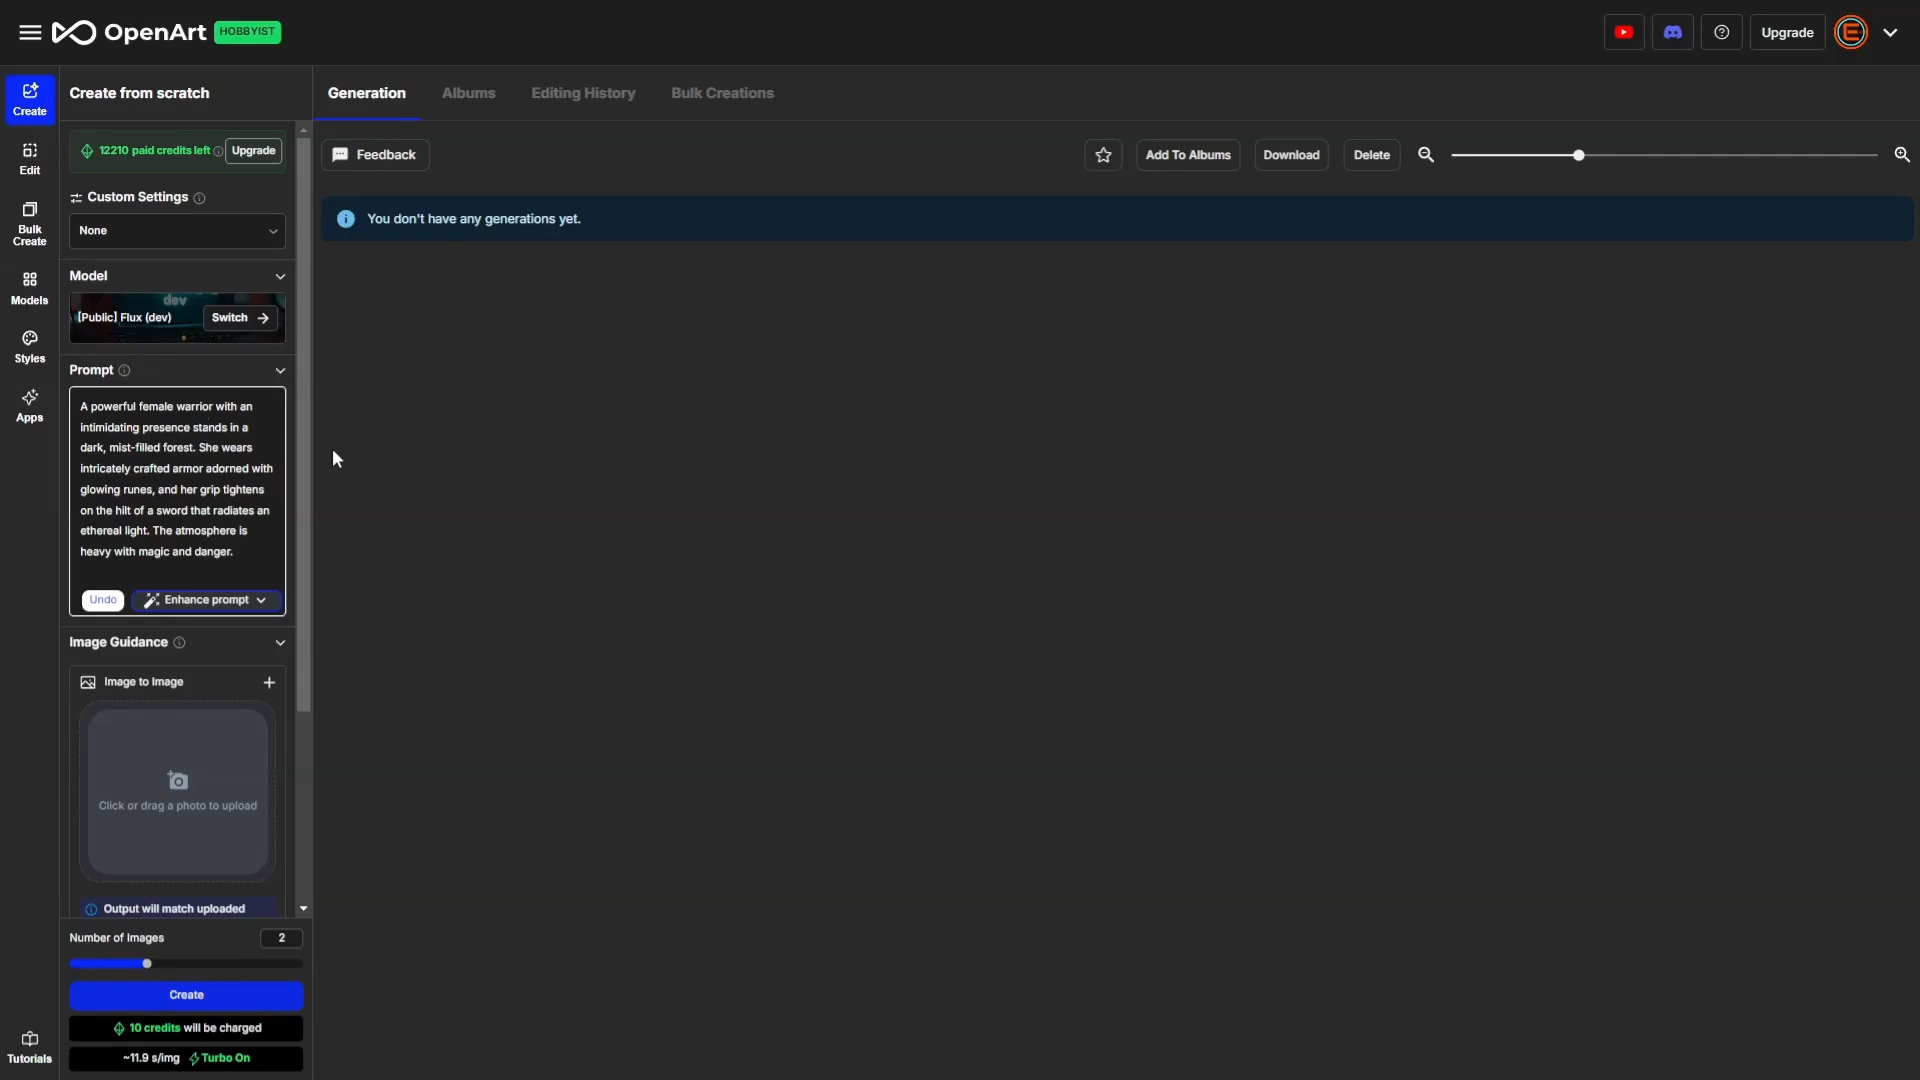 OpenArt HOBBYIST
Upgrade
Create
Edit
Bulk
Create
Models
Styles
Apps
Tutorials
Create from scratch
12210 paid credits left Upgrade
Custom Settings
None
Model
dev
[Public] Flux (dev) Switch
Prompt
A powerful female warrior with an
intimidating presence stands in a
dark, mist-filled forest. She wears
intricately crafted armor adorned with
glowing runes, and her grip tightens
on the hilt of a sword that radiates an
ethereal light. The atmosphere is
heavy with magic and danger.
Undo Enhance prompt
Image Guidance
Image to Image
Click or drag a photo to upload
Output will match uploaded
Number of Images 2
Create
10 credits will be charged
~11.9 s/img Turbo On
Generation Albums Editing History Bulk Creations
Feedback Add To Albums Download Delete
You don't have any generations yet.